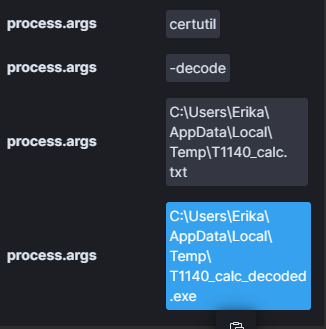 process.args certutil
process.args -decode
C:\Users\Erika\
AppData\Local\
process.args Temp\T1140_calc.
txt
C:\Users\Erika\
AppData\Local\
process.args Temp\
T1140_calc_decoded
.exe